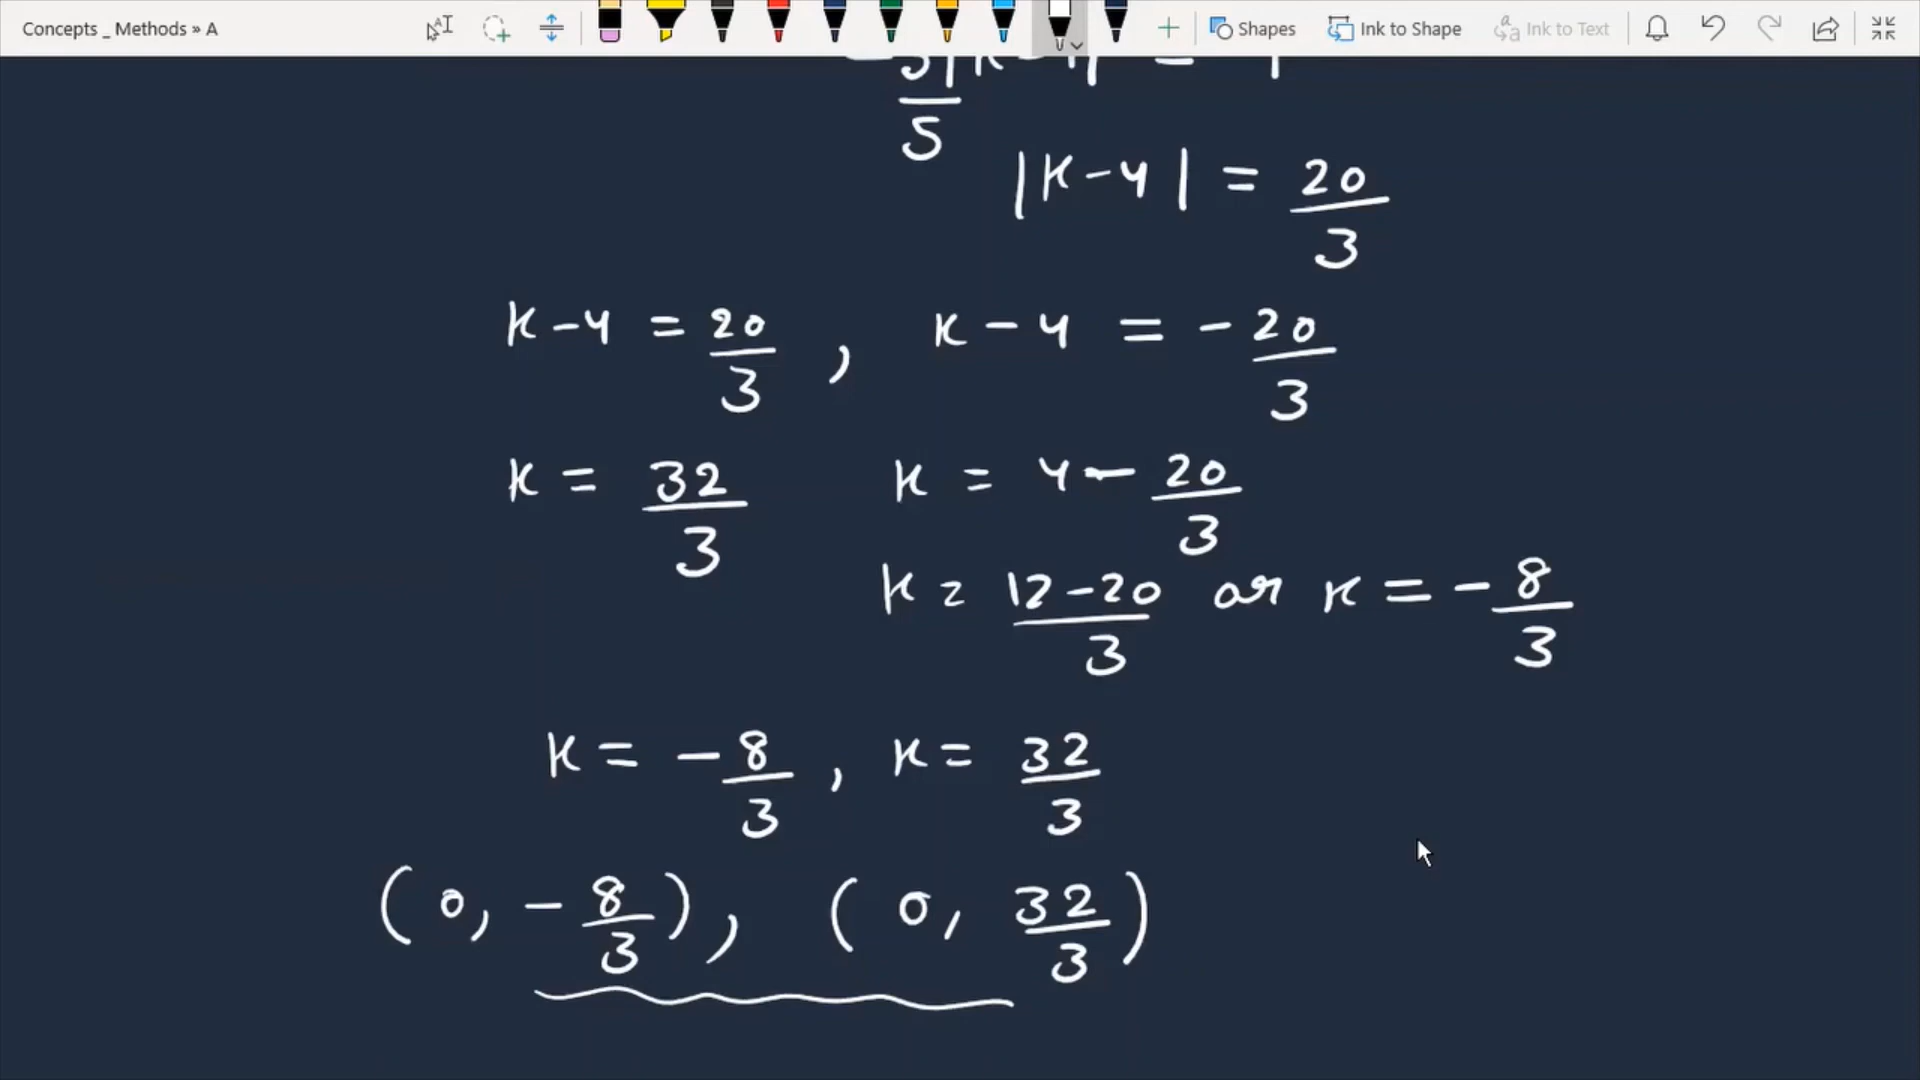 Concepts _ Methods » A
Shapes Ink to Shape Ink to Text
5
|K-4| = 20/3
K-4 = 20/3 , K-4 = -20/3
K = 32/3 K = 4 - 20/3
K = 12-20/3 or K = -8/3
K = -8/3 , K = 32/3
(0, -8/3), (0, 32/3)